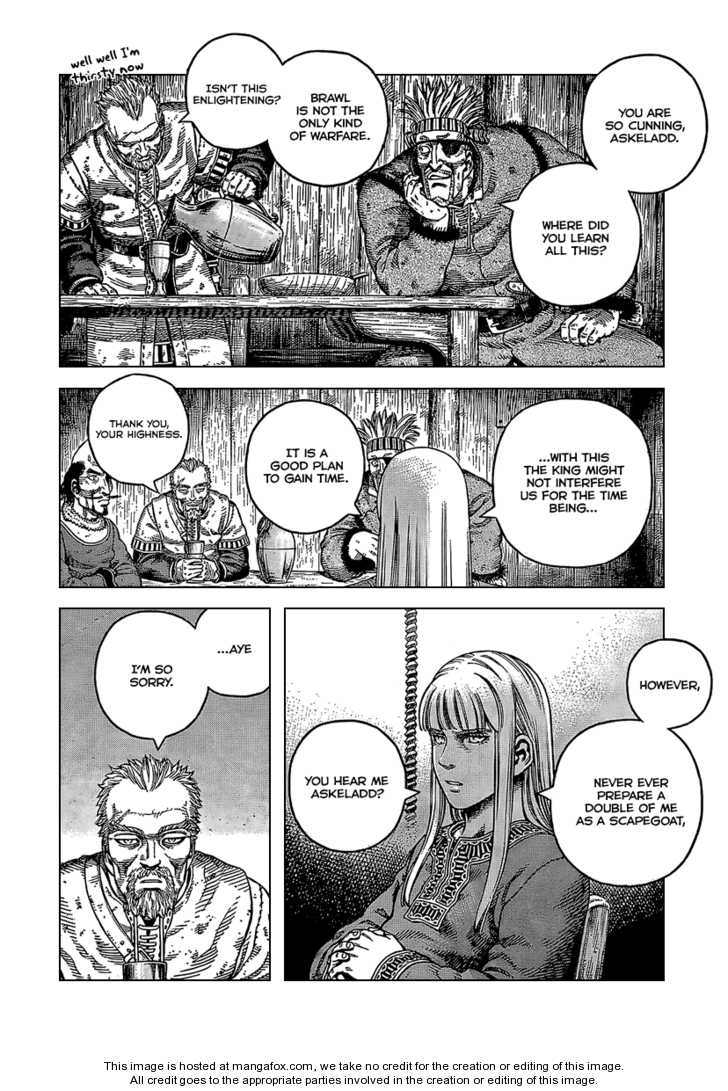 well well I'm
thirsty now
ISN'T THIS
ENLIGHTENING?
BRAWL
IS NOT THE
ONLY KIND
OF WARFARE.
YOU ARE
SO CUNNING,
ASKELADD.
WHERE DID
YOU LEARN
ALL THIS?
THANK YOU,
YOUR HIGHNESS.
IT IS A
GOOD PLAN
TO GAIN TIME.
...WITH THIS
THE KING MIGHT
NOT INTERFERE
US FOR THE TIME
BEING...
...AYE
I'M SO
SORRY.
HOWEVER,
NEVER EVER
PREPARE A
DOUBLE OF ME
AS A SCAPEGOAT,
YOU HEAR ME
ASKELADD?
This image is hosted at mangafox.com, we take no credit for the creation or editing of this image.
All credit goes to the appropriate parties involved in the creation or editing of this image.